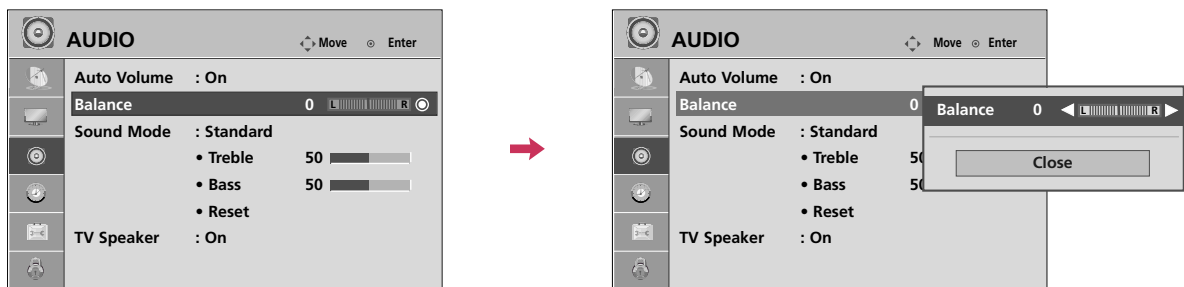 AUDIO
Move Enter
Auto Volume : On
Balance 0 L R
Sound Mode : Standard
• Treble 50
• Bass 50
• Reset
TV Speaker : On
AUDIO
Move Enter
Auto Volume : On
Balance 0
Sound Mode : Standard
• Treble 50
• Bass 50
• Reset
TV Speaker : On
Balance 0 L R
Close